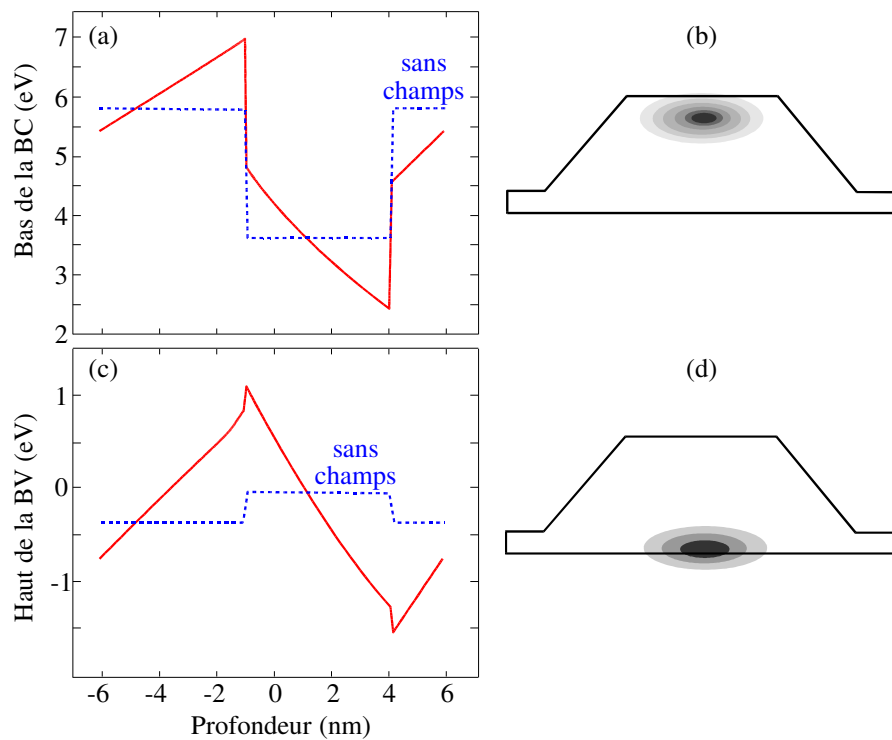 (a)
Bas de la BC (eV)
7
6
5
4
3
2
sans
champs
(b)
(c)
Haut de la BV (eV)
1
0
-1
sans
champs
-6
-4
-2
0
2
4
6
Profondeur (nm)
(d)